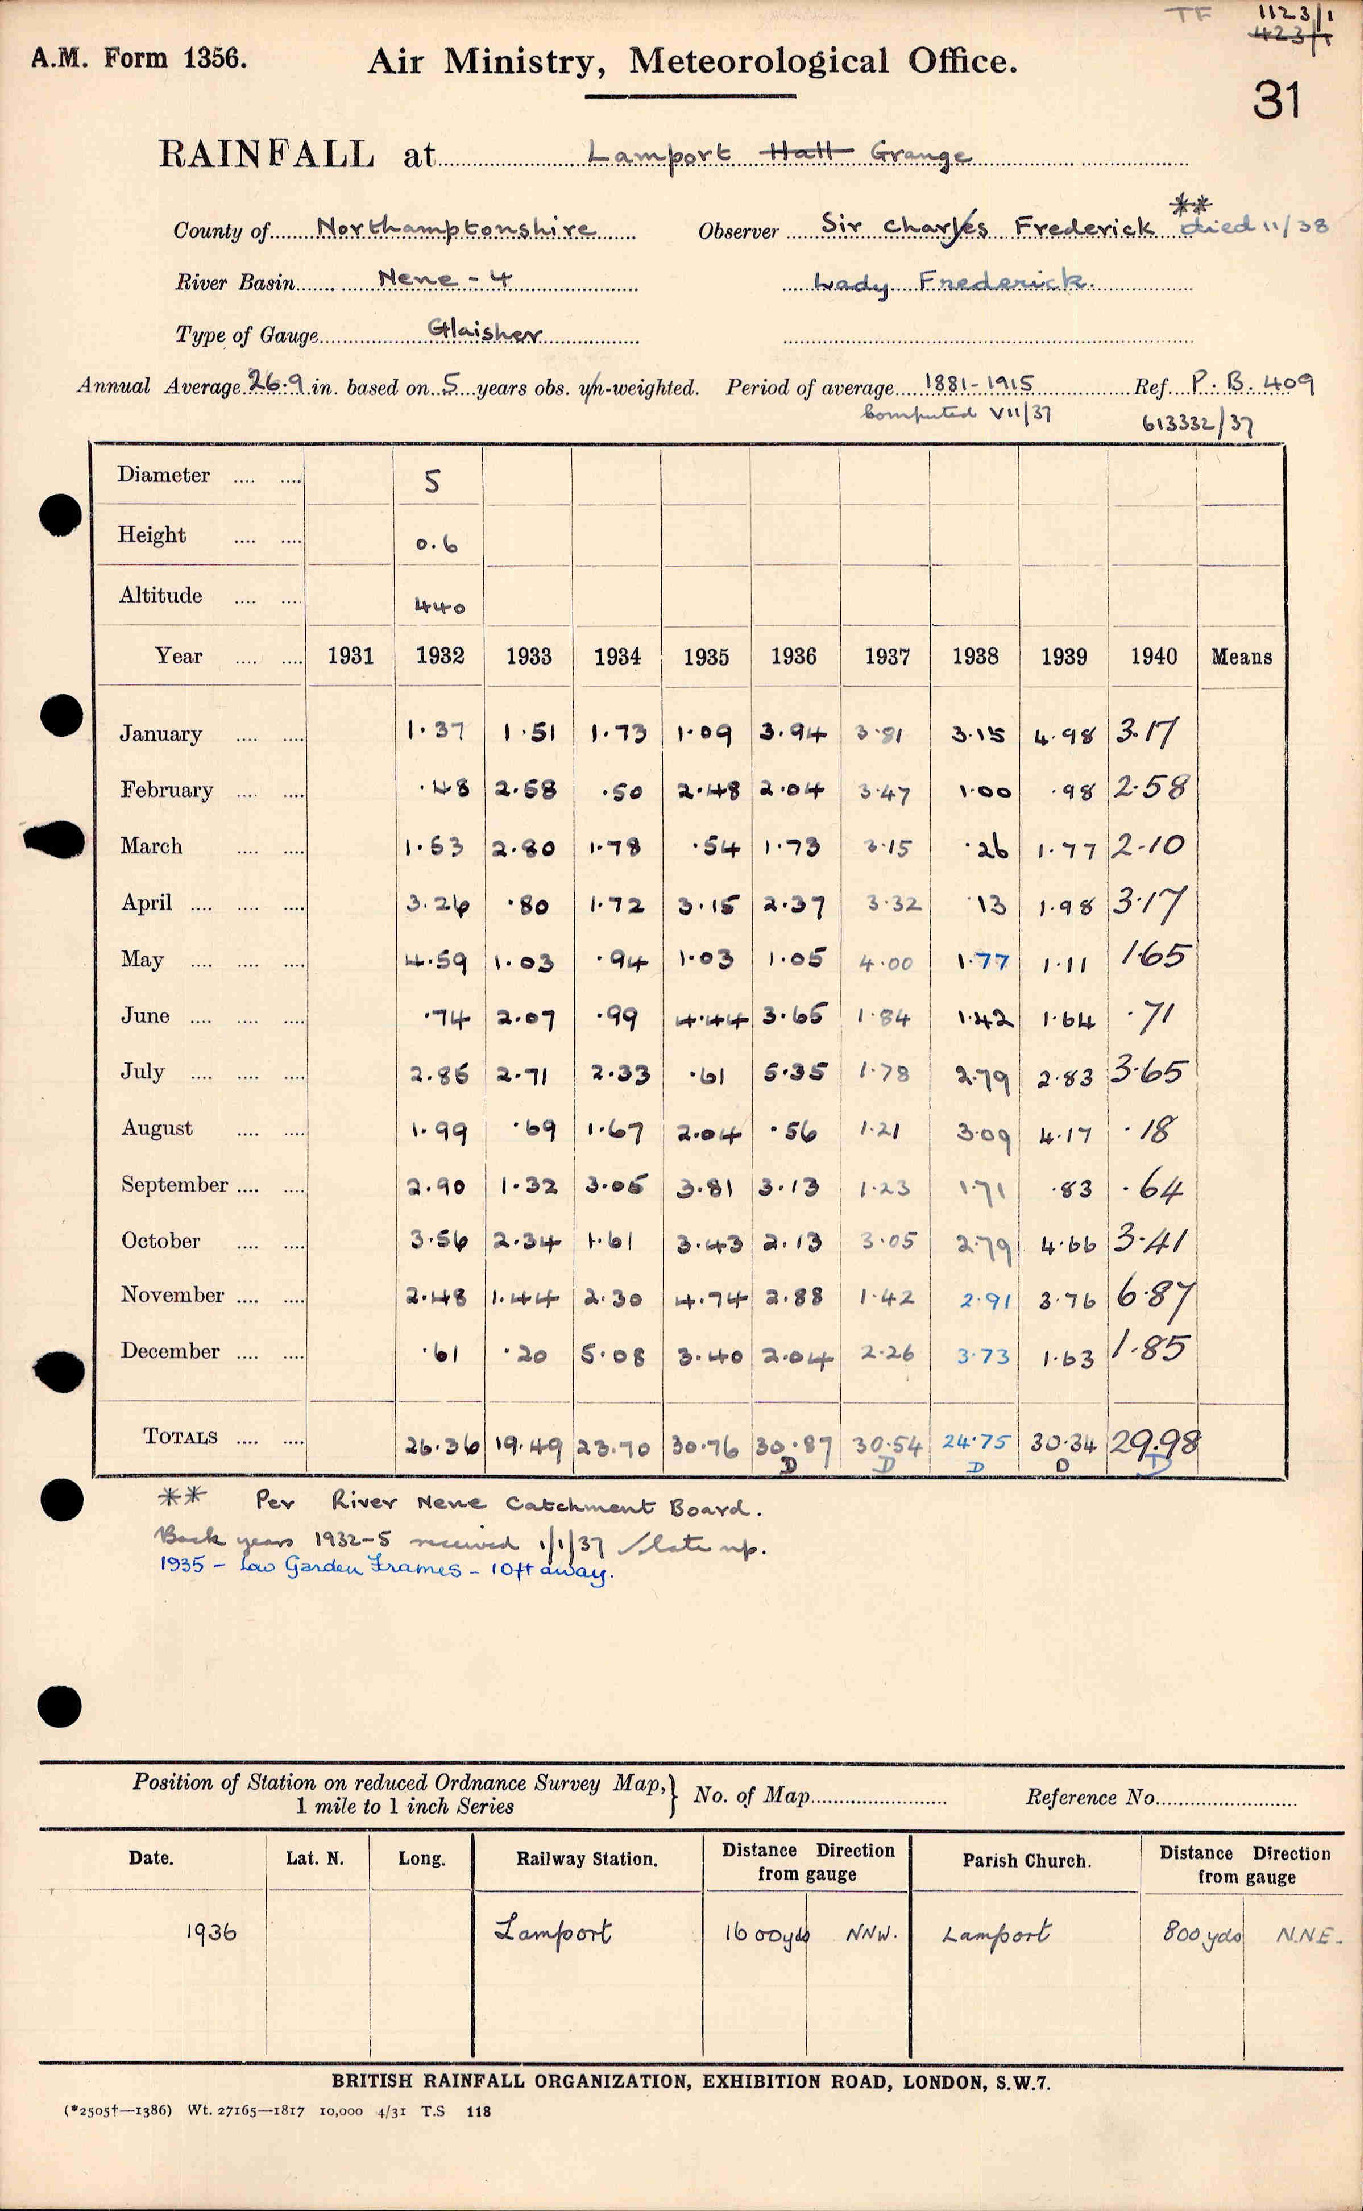 TF 1123/1
423/1
A.M. Form 1356. Air Ministry, Meteorological Office.
31
RAINFALL at Lamport Hall Grange
County of Northamptonshire Observer Sir Charles Frederick ** died 11/38
River Basin Nene - 4 Lady Frederick.
Type of Gauge Glaisher
Annual Average 26.9 in. based on 5 years obs. un-weighted. Period of average 1881-1915 Ref. P.B. 409
Computed VII/37 613332/37
Diameter .... .... 5
Height .... .... 0.6
Altitude .... .... 440
Year .... .... 1931 1932 1933 1934 1935 1936 1937 1938 1939 1940 Means
January .... .... 1.37 1.51 1.73 1.09 3.94 3.81 3.15 4.98 3.17
February .... .... .48 2.58 .50 2.48 2.04 3.47 1.00 .98 2.58
March .... .... 1.53 2.80 1.78 .54 1.73 3.15 .26 1.77 2.10
April .... .... .... 3.26 .80 1.72 3.15 2.37 3.32 .13 1.98 3.17
May .... .... .... 4.59 1.03 .94 1.03 1.05 4.00 1.77 1.11 1.65
June .... .... .... .74 2.07 .99 4.44 3.65 1.84 1.42 1.64 .71
July .... .... .... 2.85 2.71 2.33 .61 5.35 1.78 2.79 2.83 3.65
August .... .... 1.99 .69 1.67 2.04 .56 1.21 3.09 4.17 .18
September .... .... 2.90 1.32 3.05 3.81 3.13 1.23 1.71 .83 .64
October .... .... 3.56 2.34 1.61 3.43 2.13 3.05 2.79 4.66 3.41
November .... .... 2.48 1.44 2.30 4.74 2.88 1.42 2.91 3.76 6.87
December .... .... .61 .20 5.08 3.40 2.04 2.26 3.73 1.63 1.85
TOTALS .... .... 26.36 19.49 23.70 30.76 30.87 30.54 24.75 30.34 29.98
D D D D D
** Per River Nene Catchment Board.
Back years 1932-5 received 1/1/37 late up.
1935 - Low Garden Frames - 10ft away.
Position of Station on reduced Ordnance Survey Map,} No. of Map Reference No.
1 mile to 1 inch Series
Date. Lat. N. Long. Railway Station. Distance Direction from gauge Parish Church. Distance Direction from gauge
1936 Lamport 1600yds NNW. Lamport 800yds N.NE.
BRITISH RAINFALL ORGANIZATION, EXHIBITION ROAD, LONDON, S.W.7.
(*2505†—1386) Wt. 27165—1817 10,000 4/31 T.S 118